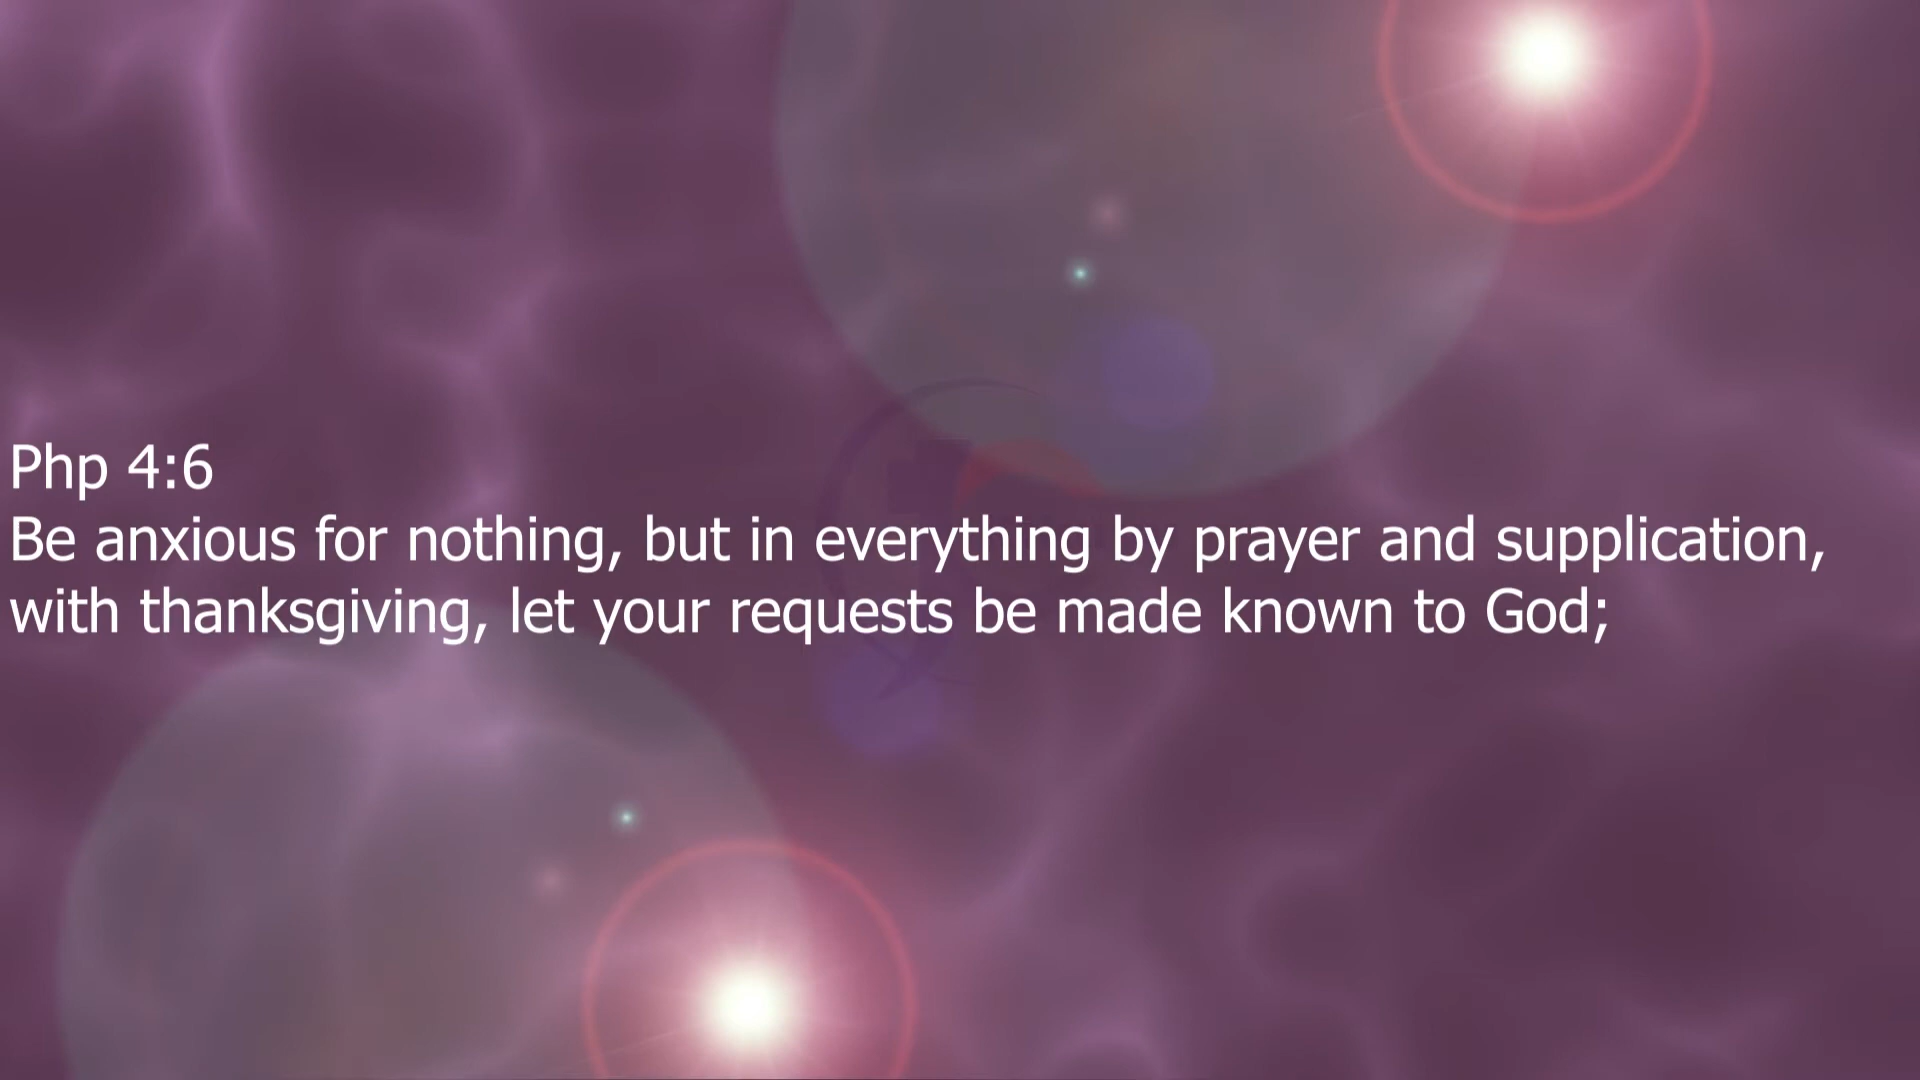 Php 4:6
Be anxious for nothing, but in everything by prayer and supplication,
with thanksgiving, let your requests be made known to God;